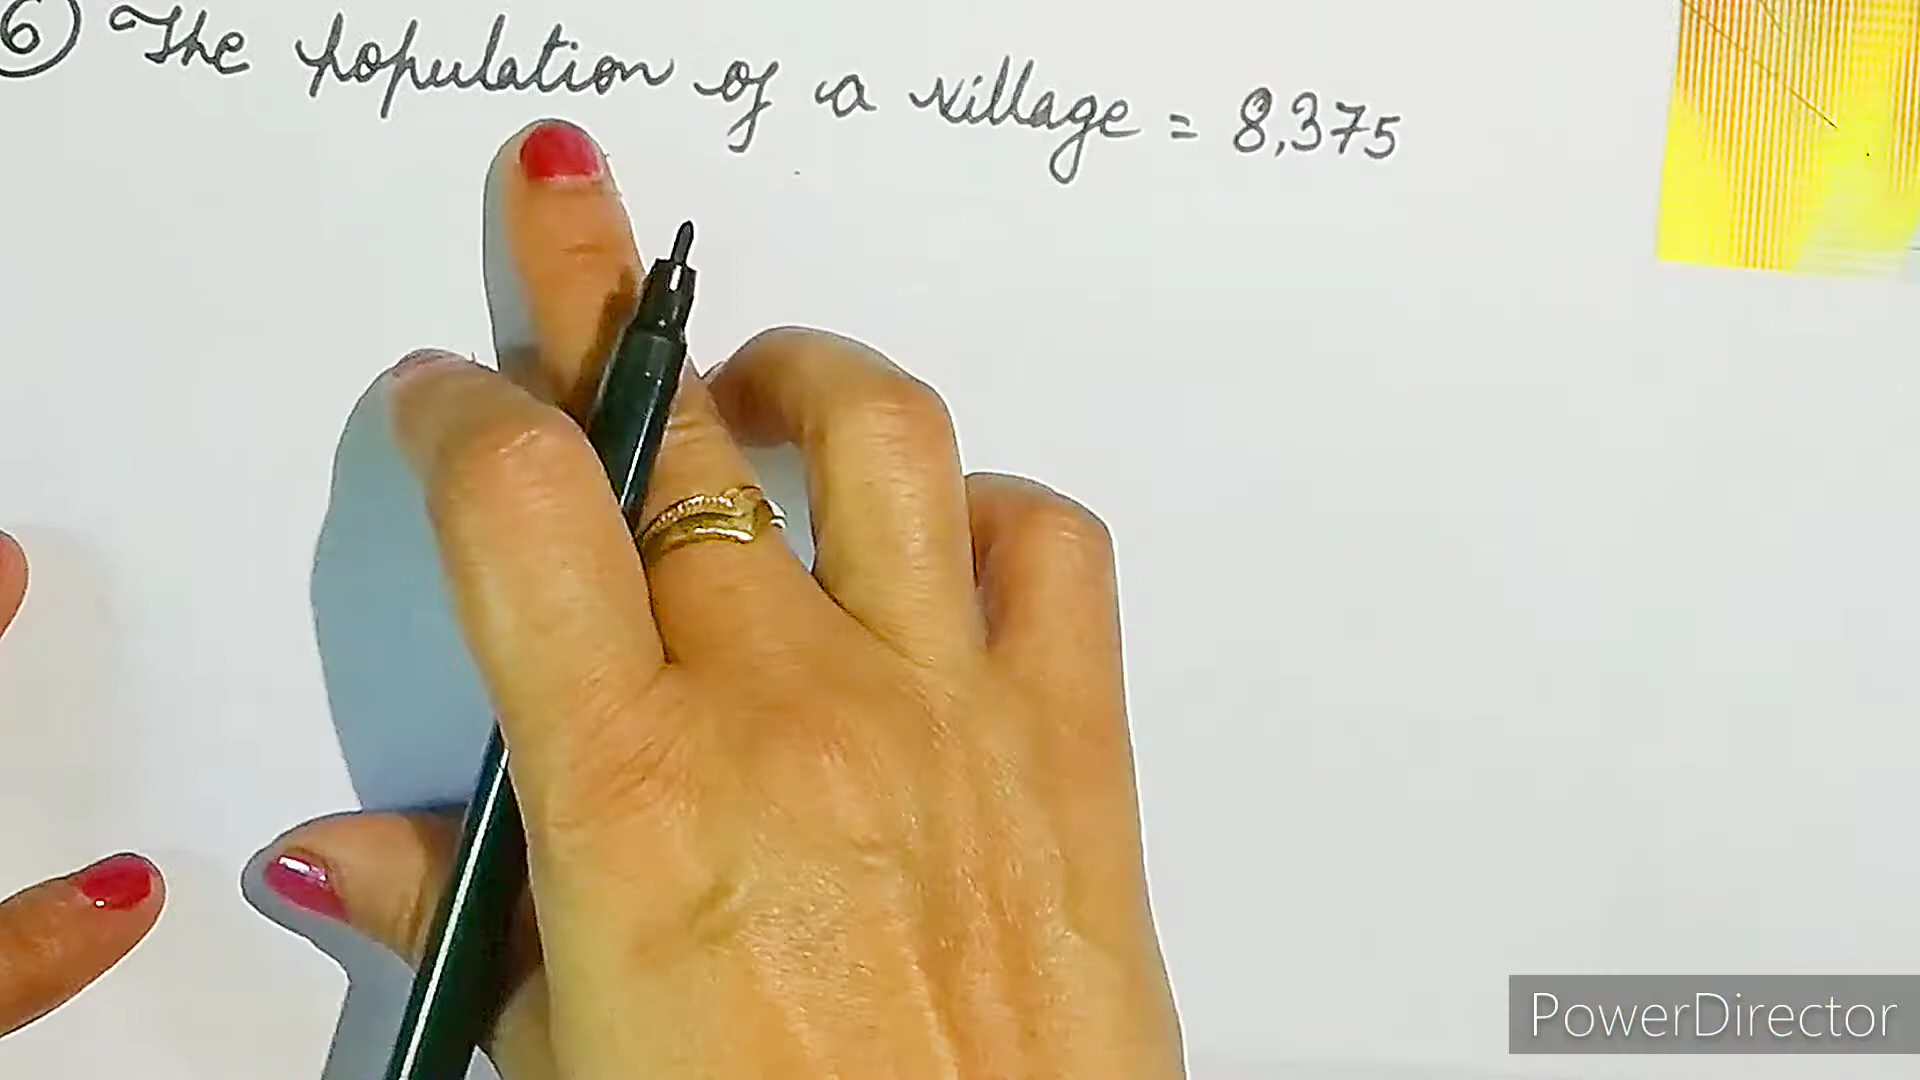 ⑥ The population of a village = 8,375
PowerDirector